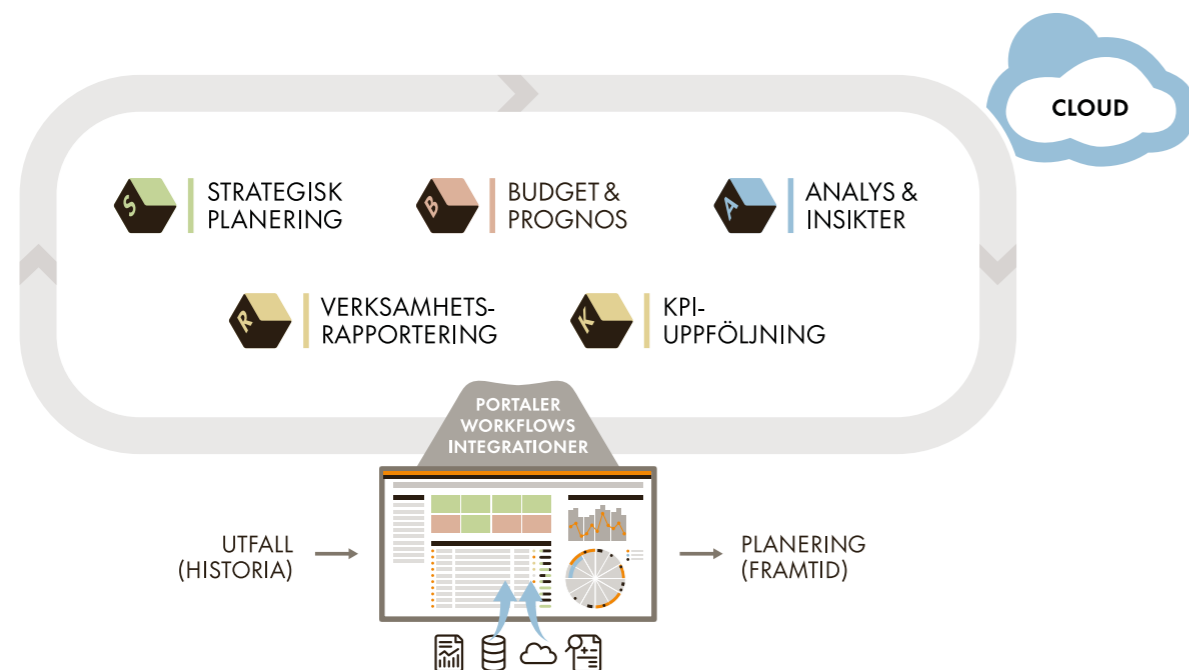 CLOUD
S
STRATEGISK
PLANERING
B
BUDGET &
PROGNOS
A
ANALYS &
INSIKTER
R
VERKSAMHETS-
RAPPORTERING
K
KPI-
UPPFÖLJNING
PORTALER
WORKFLOWS
INTEGRATIONER
UTFALL
(HISTORIA)
PLANERING
(FRAMTID)